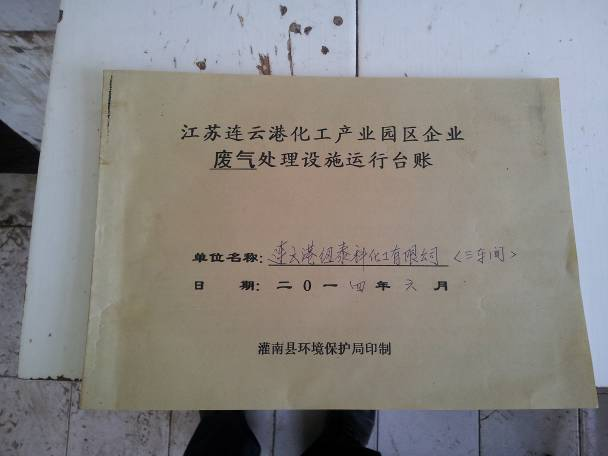 江苏连云港化工产业园区企业
废气处理设施运行台账
单位名称：连云港纽泰科化工有限公司（三车间）
日 期：二0一四年六月
灌南县环境保护局印制